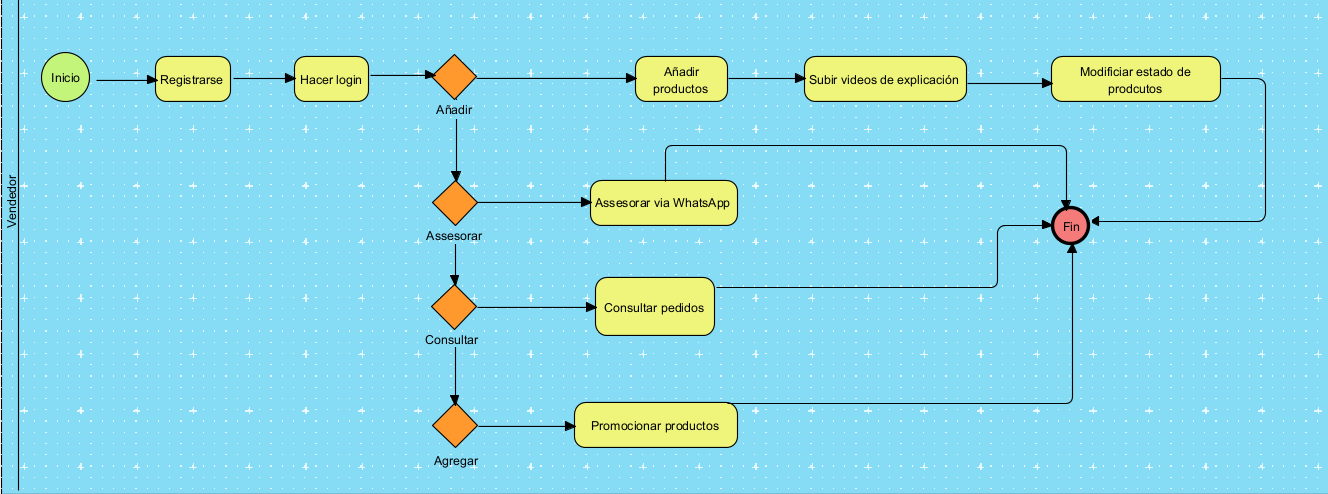 Vendedor
Inicio
Registrarse
Hacer login
Añadir
Añadir
productos
Subir videos de explicación
Modificiar estado de
prodcutos
Assesorar
Assesorar via WhatsApp
Fin
Consultar
Consultar pedidos
Agregar
Promocionar productos